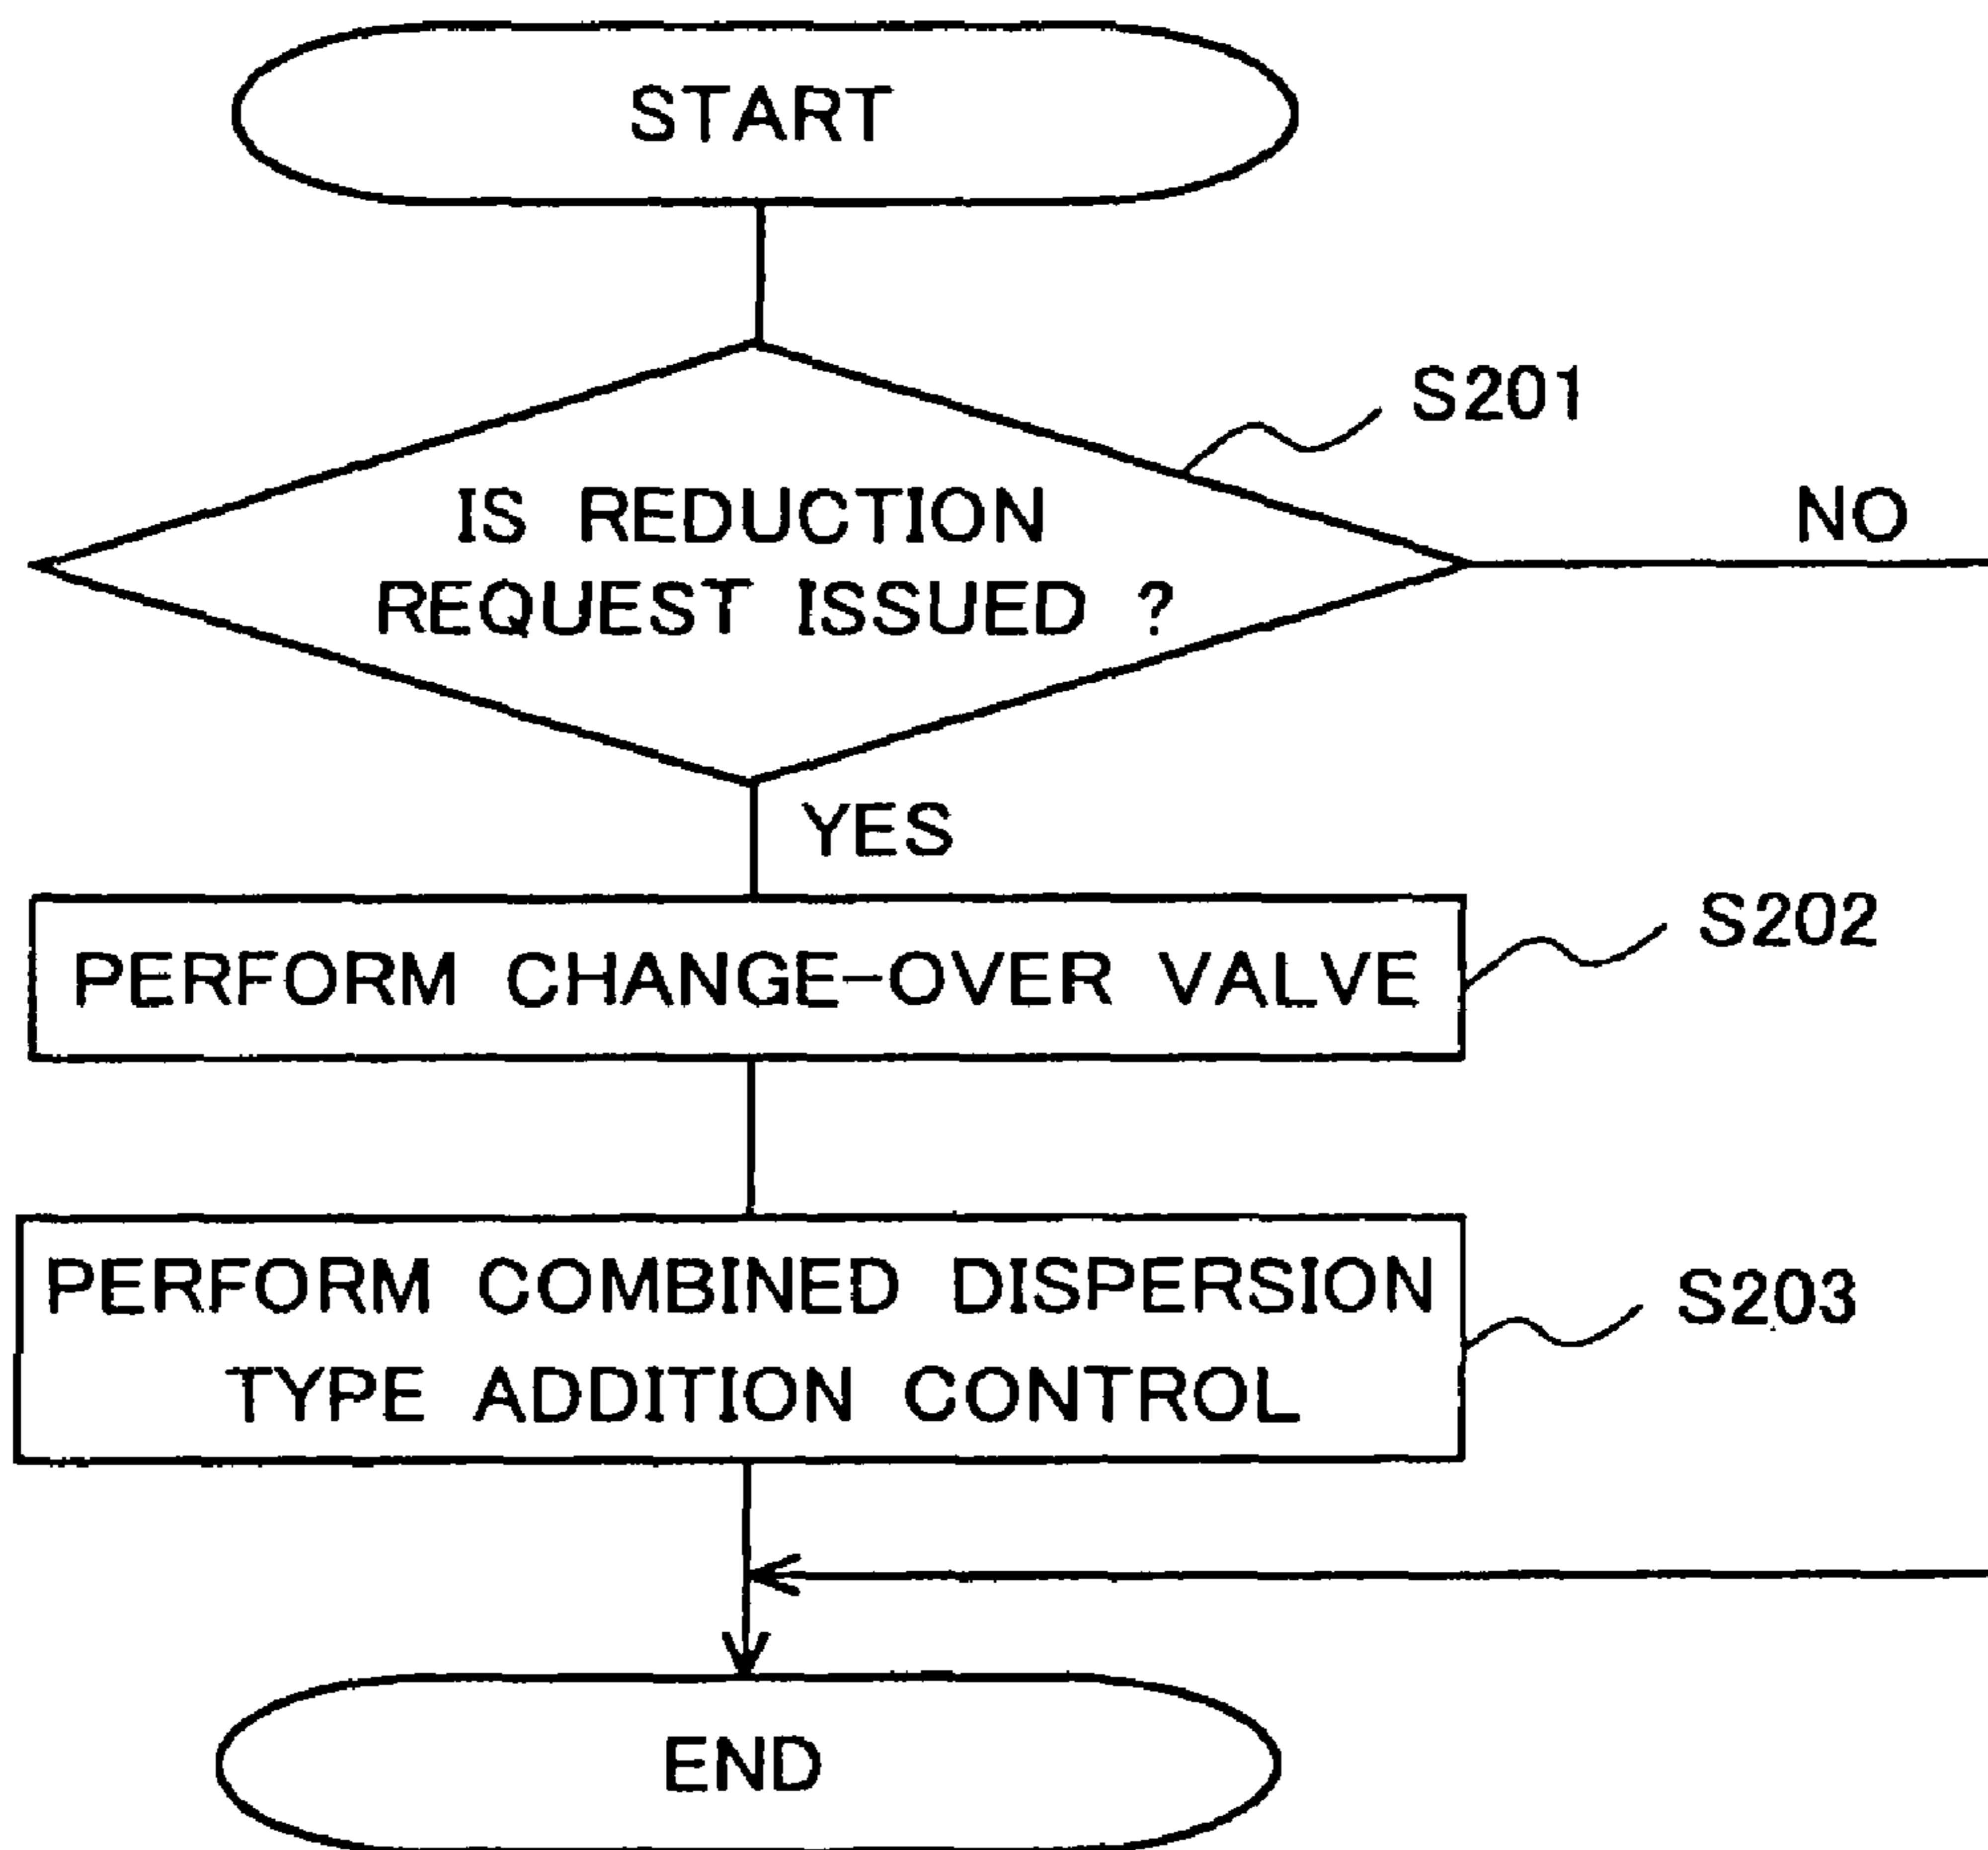 START
S201
IS REDUCTION
REQUEST ISSUED ?
NO
YES
S202
PERFORM CHANGE-OVER VALVE
PERFORM COMBINED DISPERSION
TYPE ADDITION CONTROL
S203
END